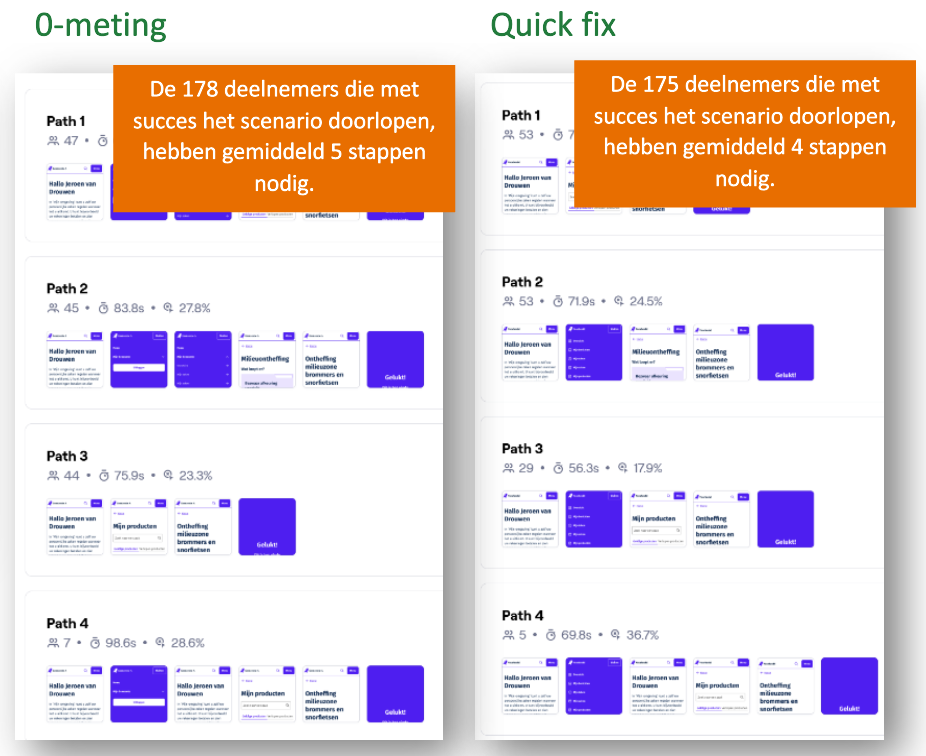 0-meting
De 178 deelnemers die met
succes het scenario doorlopen,
hebben gemiddeld 5 stappen
nodig.
Path 1
47 •
Hallo Jeroen van
Drouwen
snorfietsen
Path 2
45 • 83.8s • 27.8%
Hallo Jeroen van
Drouwen
Milieuontheffing
Ontheffing
milieuzone
brommers en
snorfietsen
Gelukt!
Path 3
44 • 75.9s • 23.3%
Hallo Jeroen van
Drouwen
Mijn producten
Ontheffing
milieuzone
brommers en
snorfietsen
Gelukt!
Path 4
7 • 98.6s • 28.6%
Hallo Jeroen van
Drouwen
Hallo Jeroen van
Drouwen
Mijn producten
Ontheffing
milieuzone
brommers en
snorfietsen
Gelukt!
Quick fix
De 175 deelnemers die met
succes het scenario doorlopen,
hebben gemiddeld 4 stappen
nodig.
Path 1
53 • 7
Hallo Jeroen van
Drouwen
snorfietsen
Gelukt!
Path 2
53 • 71.9s • 24.5%
Hallo Jeroen van
Drouwen
Milieuontheffing
Ontheffing
milieuzone
brommers en
snorfietsen
Gelukt!
Path 3
29 • 56.3s • 17.9%
Hallo Jeroen van
Drouwen
Mijn producten
Ontheffing
milieuzone
brommers en
snorfietsen
Gelukt!
Path 4
5 • 69.8s • 36.7%
Hallo Jeroen van
Drouwen
Hallo Jeroen van
Drouwen
Mijn producten
Ontheffing
milieuzone
brommers en
snorfietsen
Gelukt!